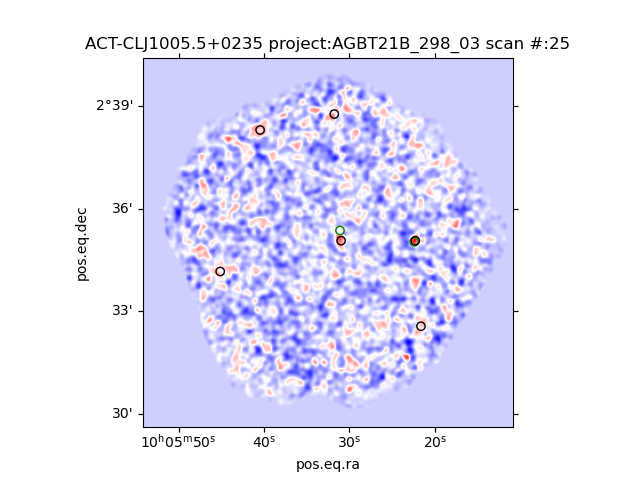 ACT-CLJ1005.5+0235 project:AGBT21B_298_03 scan #:25
2°39'
36'
33'
30'
pos.eq.dec
10ʰ05ᵐ50ˢ 40ˢ 30ˢ 20ˢ
pos.eq.ra